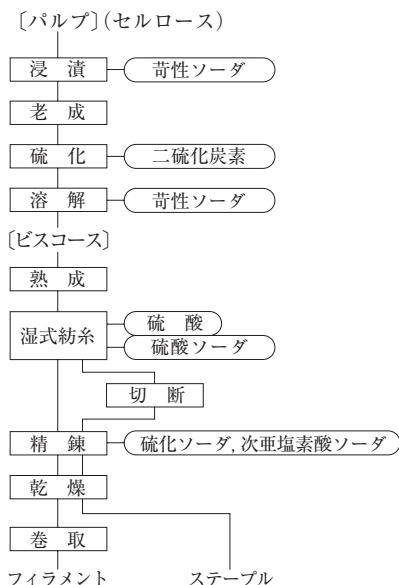 〔パルプ〕(セルロース)
浸漬 苛性ソーダ
老成
硫化 二硫化炭素
溶解 苛性ソーダ
〔ビスコース〕
熟成
湿式紡糸 硫酸
硫酸ソーダ
切断
精錬 硫化ソーダ, 次亜塩素酸ソーダ
乾燥
巻取
フィラメント ステープル